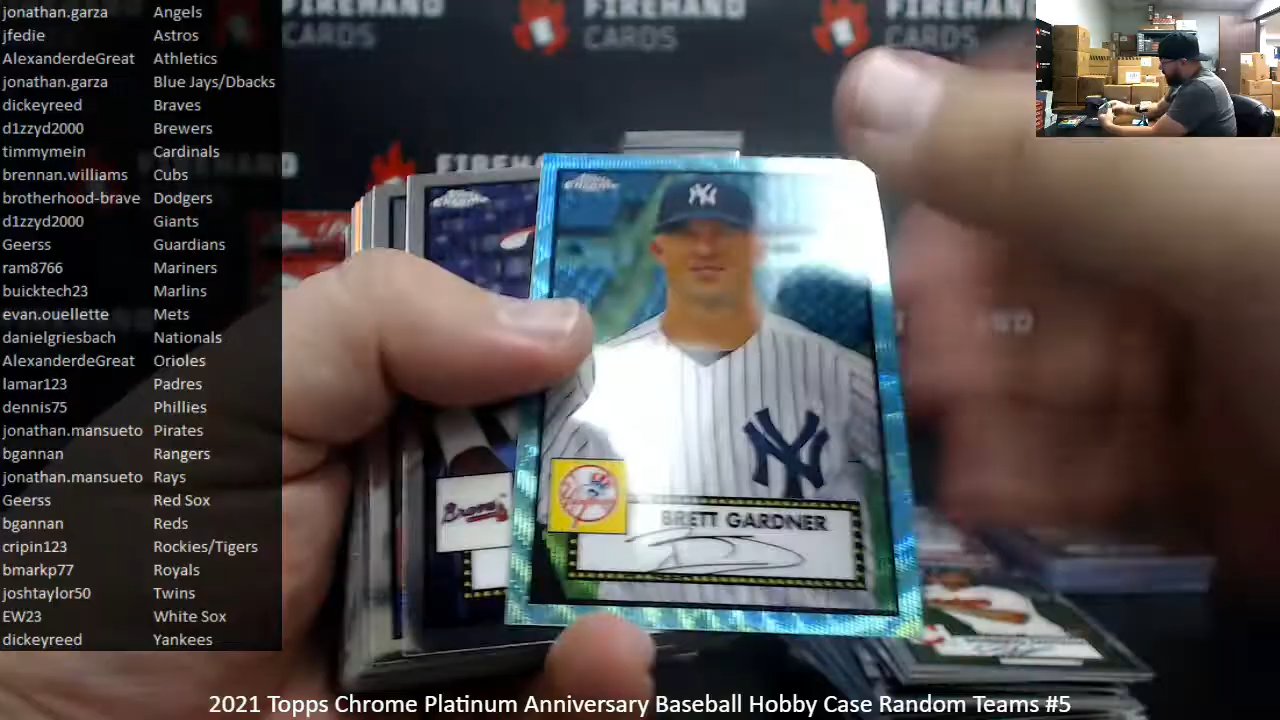 jonathan.garza Angels
jfedie Astros
AlexanderdeGreat Athletics
jonathan.garza Blue Jays/Dbacks
dickeyreed Braves
d1zzyd2000 Brewers
timmymein Cardinals
brennan.williams Cubs
brotherhood-brave Dodgers
d1zzyd2000 Giants
Geerss Guardians
ram8766 Mariners
buicktech23 Marlins
evan.ouellette Mets
danielgriesbach Nationals
AlexanderdeGreat Orioles
lamar123 Padres
dennis75 Phillies
jonathan.mansueto Pirates
bgannan Rangers
jonathan.mansueto Rays
Geerss Red Sox
bgannan Reds
cripin123 Rockies/Tigers
bmarkp77 Royals
joshtaylor50 Twins
EW23 White Sox
dickeyreed Yankees
FIREHAND
CARDS
FIREHAND
CARDS
FIREHAND
CARDS
Chrome
Chrome
NY
NY
Braves
BRETT GARDNER
2021 Topps Chrome Platinum Anniversary Baseball Hobby Case Random Teams #5